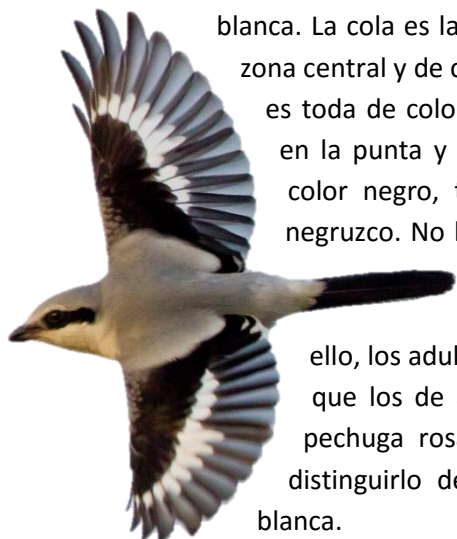 blanca. La cola es la
zona central y de
es toda de colo
en la punta y
color negro,
negruzco. No
ello, los adul
que los de
pechuga ros
distinguirlo de
blanca.